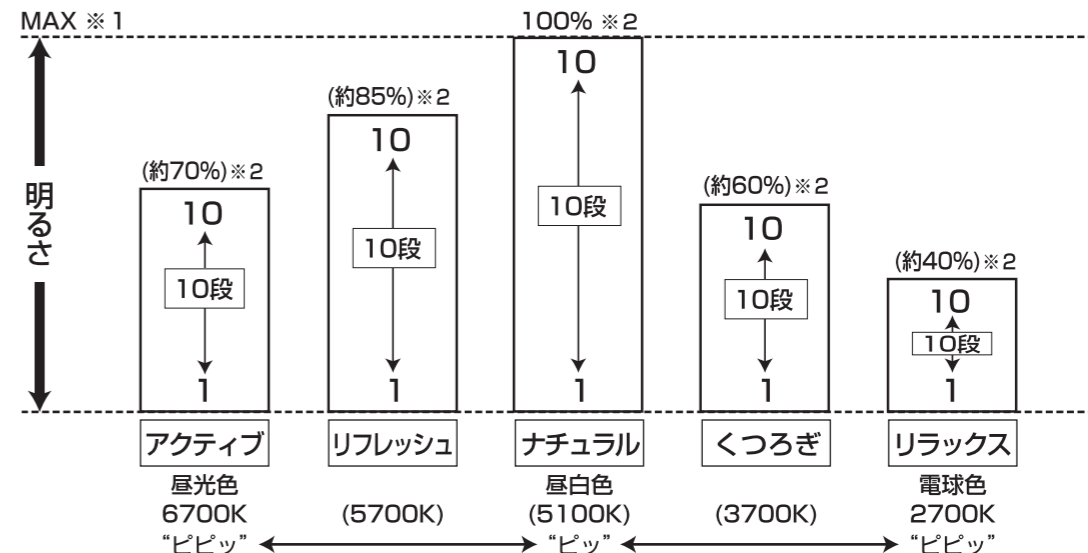 MAX ※1
100% ※2
10
(約85%)※2
10
10段
(約70%)※2
10
10段
10段
(約60%)※2
10
10段
(約40%)※2
10
10段
明るさ
1
1
1
1
1
アクティブ
リフレッシュ
ナチュラル
くつろぎ
リラックス
昼光色
昼白色
電球色
6700K
(5700K)
(5100K)
(3700K)
2700K
“ピピッ”
“ピッ”
“ピピッ”